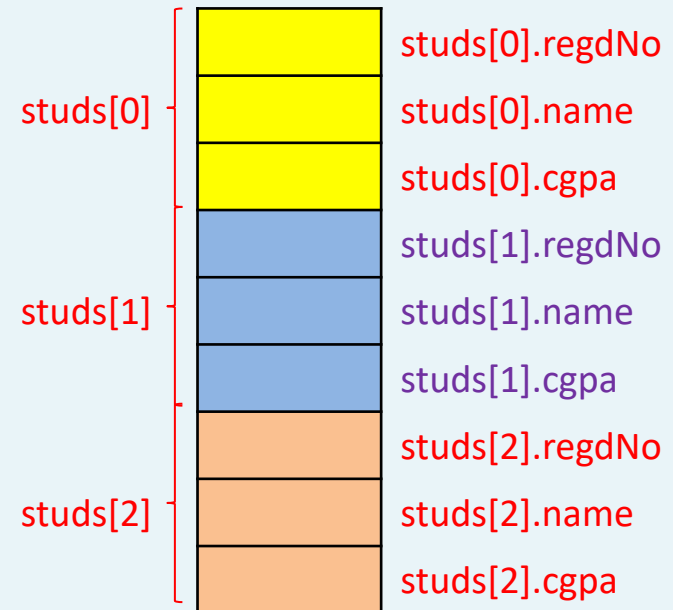 studs[0].regdNo
studs[0]
studs[0].name
studs[0].cgpa
studs[1].regdNo
studs[1]
studs[1].name
studs[1].cgpa
studs[2].regdNo
studs[2]
studs[2].name
studs[2].cgpa